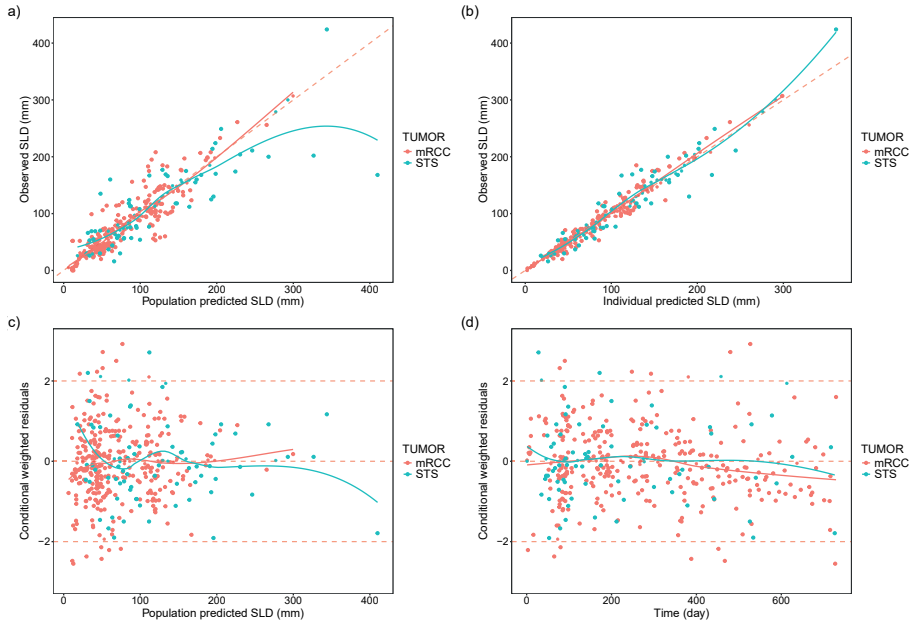 a)
400
300
200
100
0
Observed SLD (mm)
0 100 200 300 400
Population predicted SLD (mm)
TUMOR
mRCC
STS
(b)
400
300
200
100
0
Observed SLD (mm)
0 100 200 300
Individual predicted SLD (mm)
TUMOR
mRCC
STS
c)
2
0
−2
Conditional weighted residuals
0 100 200 300 400
Population predicted SLD (mm)
TUMOR
mRCC
STS
(d)
2
0
−2
Conditional weighted residuals
0 200 400 600
Time (day)
TUMOR
mRCC
STS